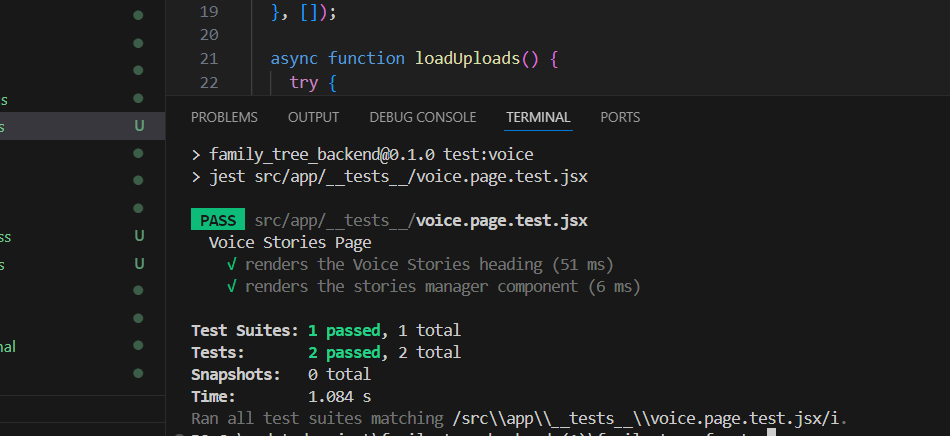 19 }, []);
20
21 async function loadUploads() {
22 try {
s
s U
U
ss U
s U
nal
PROBLEMS OUTPUT DEBUG CONSOLE TERMINAL PORTS
> family_tree_backend@0.1.0 test:voice
> jest src/app/__tests__/voice.page.test.jsx
PASS src/app/__tests__/voice.page.test.jsx
Voice Stories Page
√ renders the Voice Stories heading (51 ms)
√ renders the stories manager component (6 ms)
Test Suites: 1 passed, 1 total
Tests: 2 passed, 2 total
Snapshots: 0 total
Time: 1.084 s
Ran all test suites matching /src\\app\\__tests__\\voice.page.test.jsx/i.